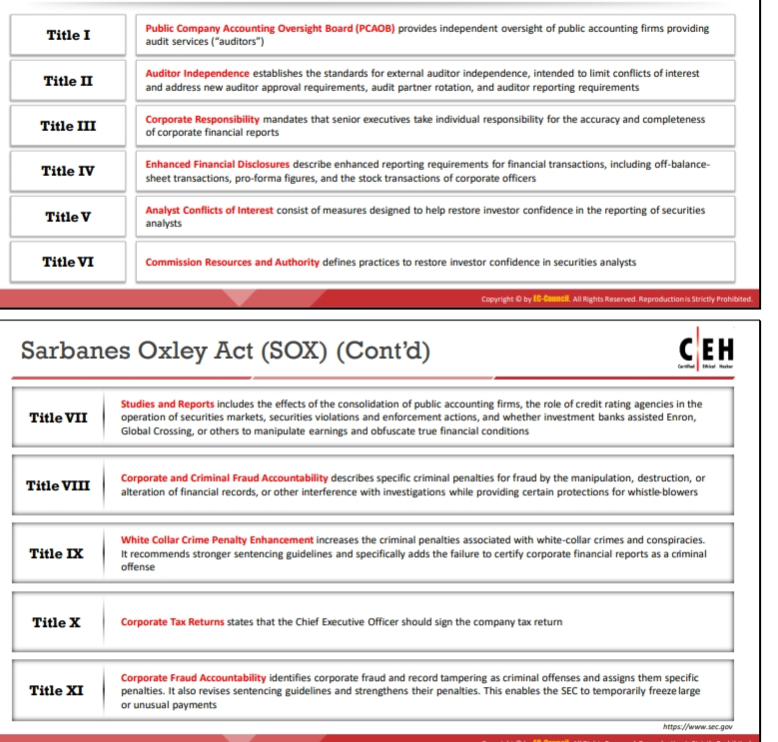 Title I
Public Company Accounting Oversight Board (PCAOB) provides independent oversight of public accounting firms providing
audit services ("auditors")
Title II
Auditor Independence establishes the standards for external auditor independence, intended to limit conflicts of interest
and address new auditor approval requirements, audit partner rotation, and auditor reporting requirements
Title III
Corporate Responsibility mandates that senior executives take individual responsibility for the accuracy and completeness
of corporate financial reports
Title IV
Enhanced Financial Disclosures describe enhanced reporting requirements for financial transactions, including off-balance-
sheet transactions, pro-forma figures, and the stock transactions of corporate officers
Title V
Analyst Conflicts of Interest consist of measures designed to help restore investor confidence in the reporting of securities
analysts
Title VI
Commission Resources and Authority defines practices to restore investor confidence in securities analysts
Copyright © by EC-Council. All Rights Reserved. Reproduction is Strictly Prohibited.
Sarbanes Oxley Act (SOX) (Cont'd)
CEH
Certified Ethical Hacker
Title VII
Studies and Reports includes the effects of the consolidation of public accounting firms, the role of credit rating agencies in the
operation of securities markets, securities violations and enforcement actions, and whether investment banks assisted Enron,
Global Crossing, or others to manipulate earnings and obfuscate true financial conditions
Title VIII
Corporate and Criminal Fraud Accountability describes specific criminal penalties for fraud by the manipulation, destruction, or
alteration of financial records, or other interference with investigations while providing certain protections for whistle-blowers
Title IX
White Collar Crime Penalty Enhancement increases the criminal penalties associated with white-collar crimes and conspiracies.
It recommends stronger sentencing guidelines and specifically adds the failure to certify corporate financial reports as a criminal
offense
Title X
Corporate Tax Returns states that the Chief Executive Officer should sign the company tax return
Title XI
Corporate Fraud Accountability identifies corporate fraud and record tampering as criminal offenses and assigns them specific
penalties. It also revises sentencing guidelines and strengthens their penalties. This enables the SEC to temporarily freeze large
or unusual payments
https://www.sec.gov